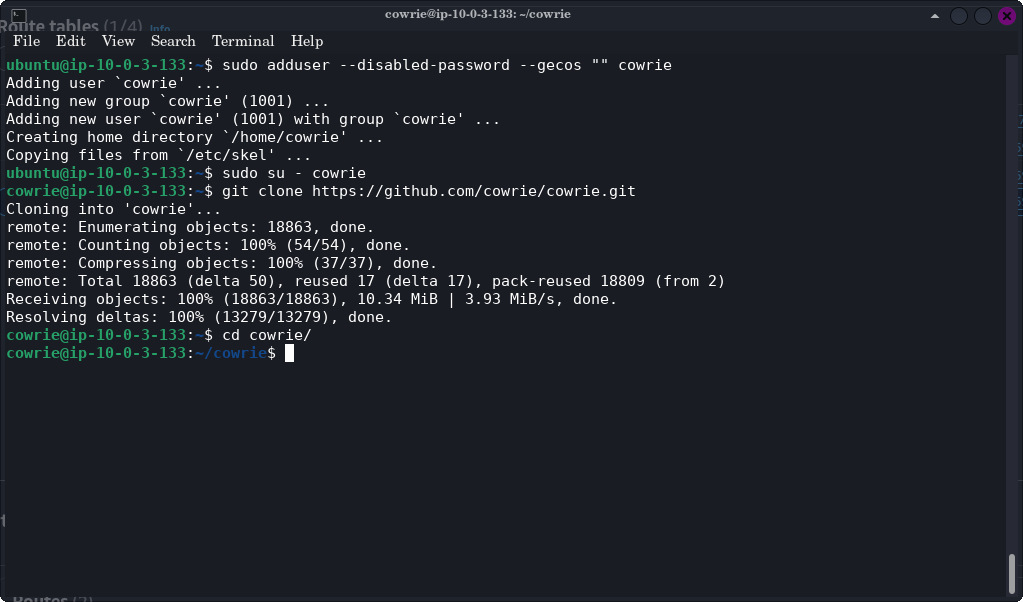 cowrie@ip-10-0-3-133: ~/cowrie
Route tables (1/4) Info
File Edit View Search Terminal Help
ubuntu@ip-10-0-3-133:~$ sudo adduser --disabled-password --gecos "" cowrie
Adding user `cowrie' ...
Adding new group `cowrie' (1001) ...
Adding new user `cowrie' (1001) with group `cowrie' ...
Creating home directory `/home/cowrie' ...
Copying files from `/etc/skel' ...
ubuntu@ip-10-0-3-133:~$ sudo su - cowrie
cowrie@ip-10-0-3-133:~$ git clone https://github.com/cowrie/cowrie.git
Cloning into 'cowrie'...
remote: Enumerating objects: 18863, done.
remote: Counting objects: 100% (54/54), done.
remote: Compressing objects: 100% (37/37), done.
remote: Total 18863 (delta 50), reused 17 (delta 17), pack-reused 18809 (from 2)
Receiving objects: 100% (18863/18863), 10.34 MiB | 3.93 MiB/s, done.
Resolving deltas: 100% (13279/13279), done.
cowrie@ip-10-0-3-133:~$ cd cowrie/
cowrie@ip-10-0-3-133:~/cowrie$
Routes (2)